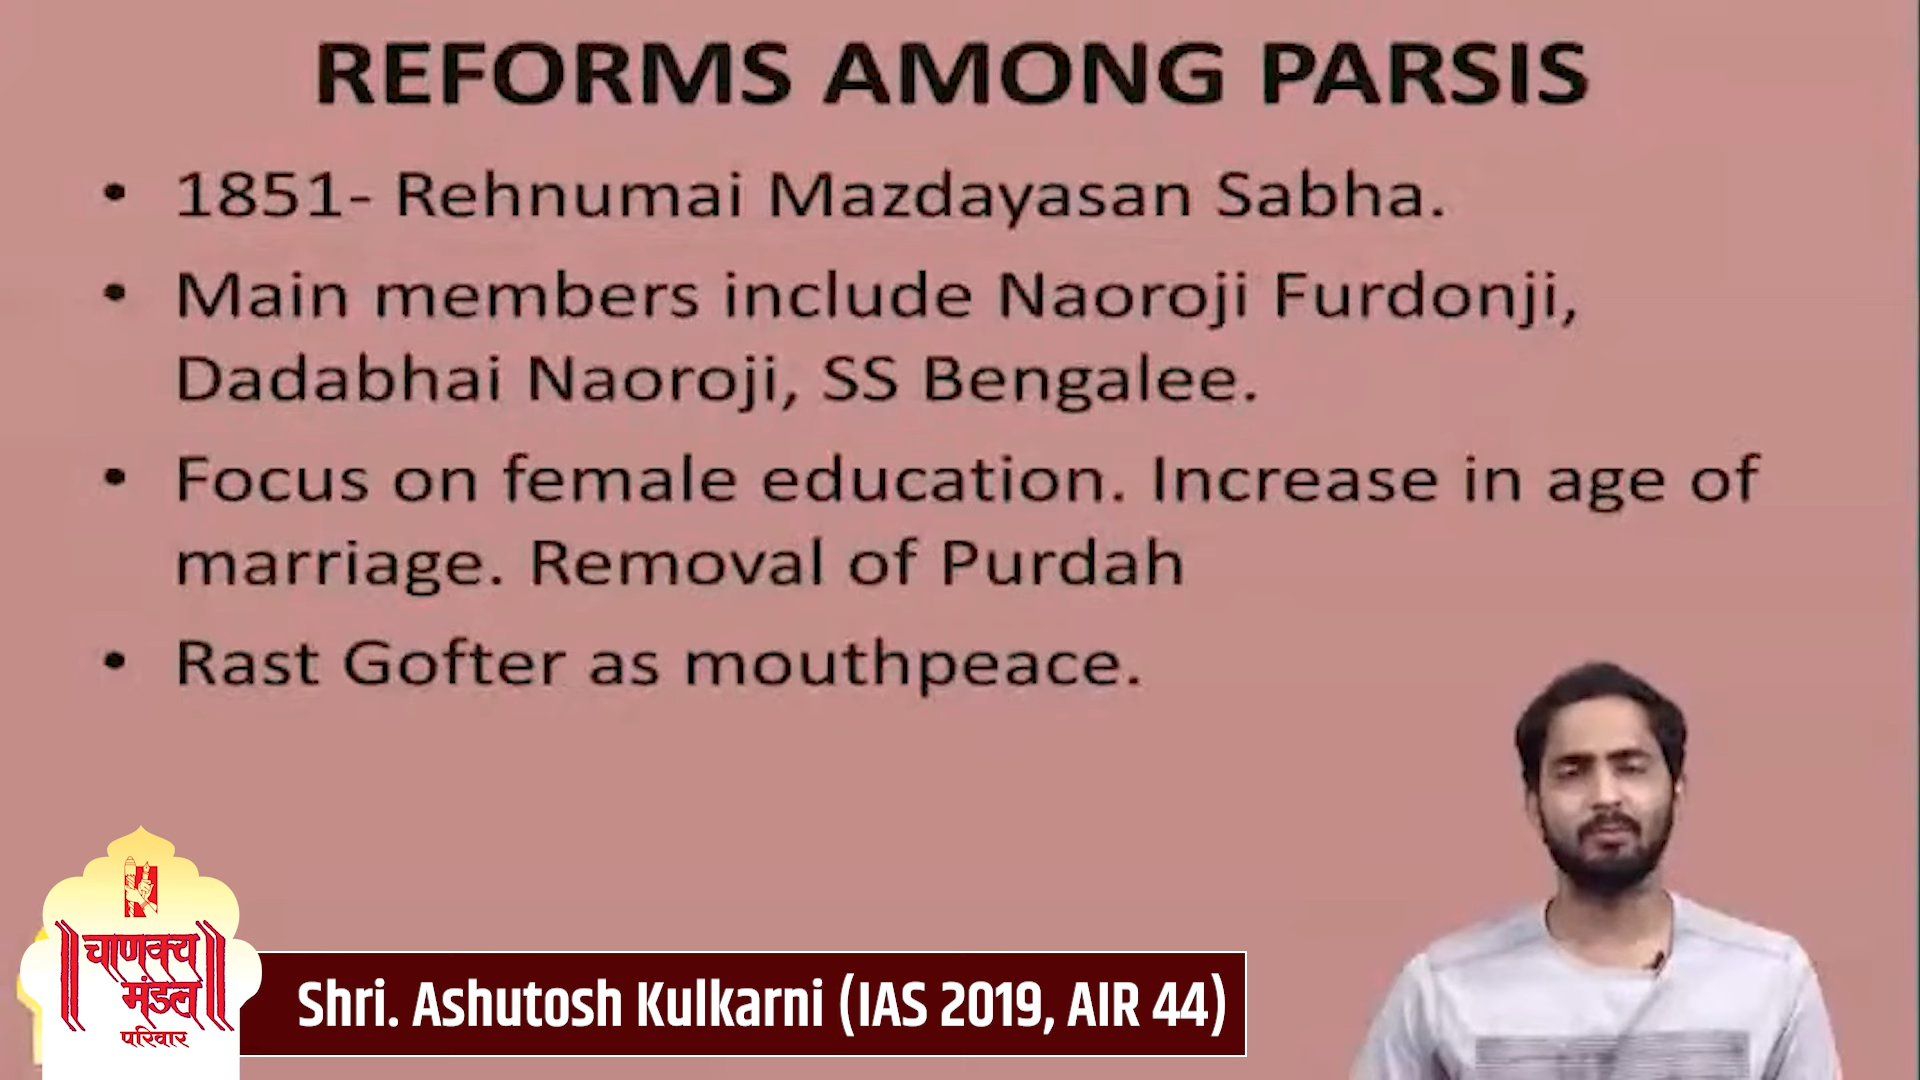 REFORMS AMONG PARSIS
• 1851- Rehnumai Mazdayasan Sabha.
• Main members include Naoroji Furdonji,
Dadabhai Naoroji, SS Bengalee.
• Focus on female education. Increase in age of
marriage. Removal of Purdah
• Rast Gofter as mouthpeace.
चाणक्य
मंडल
परिवार
Shri. Ashutosh Kulkarni (IAS 2019, AIR 44)